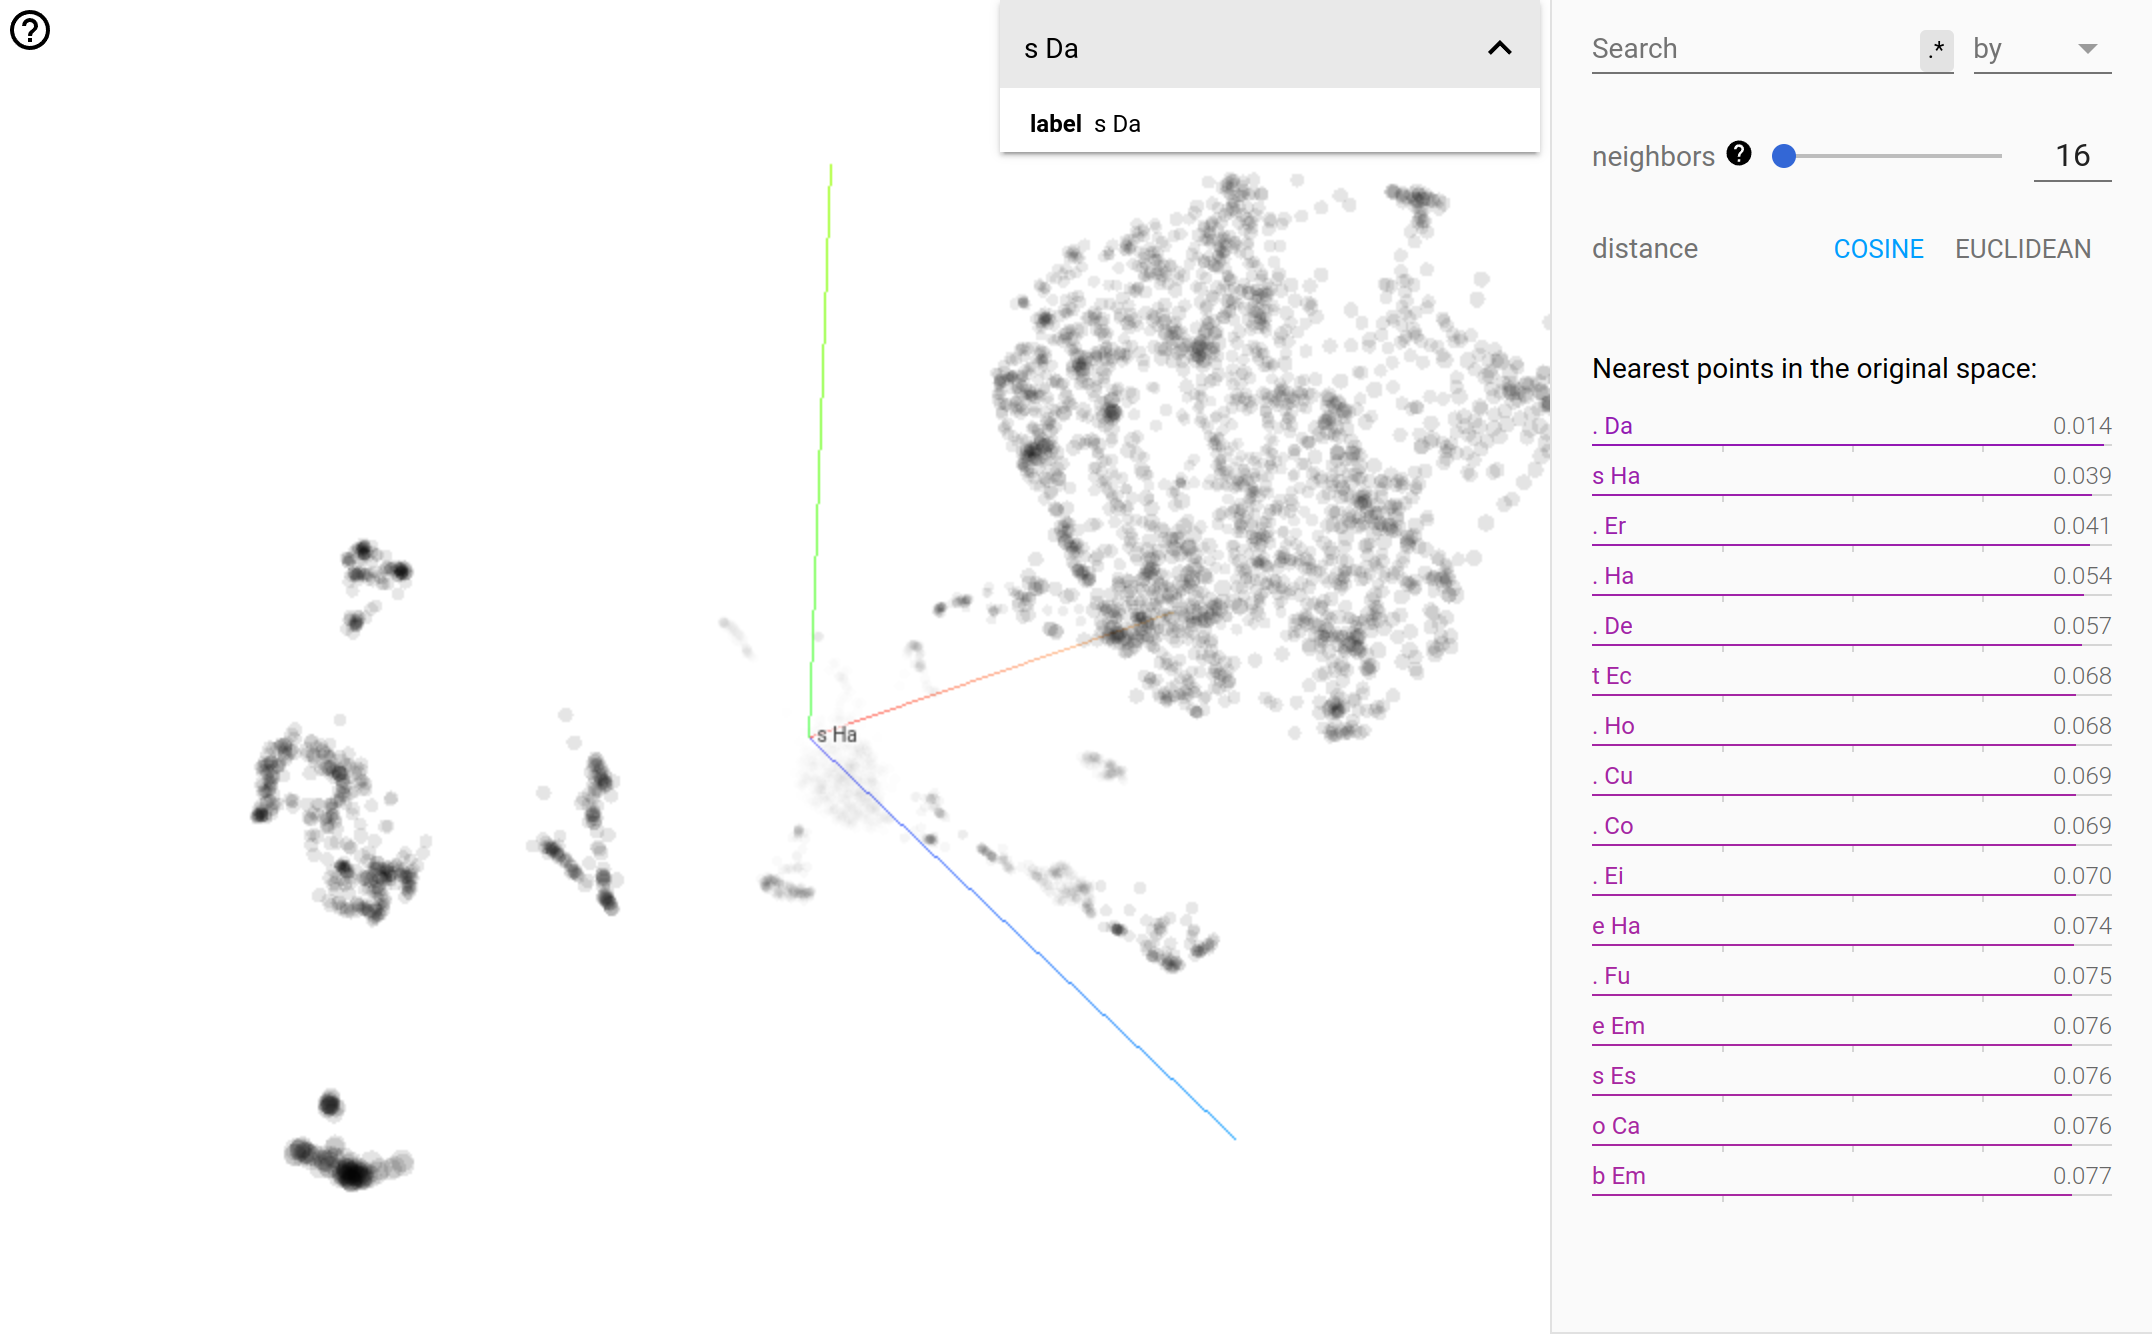 ?
s Da
label s Da
s Ha
Search .* by
neighbors ? 16
distance COSINE EUCLIDEAN
Nearest points in the original space:
. Da 0.014
s Ha 0.039
. Er 0.041
. Ha 0.054
. De 0.057
t Ec 0.068
. Ho 0.068
. Cu 0.069
. Co 0.069
. Ei 0.070
e Ha 0.074
. Fu 0.075
e Em 0.076
s Es 0.076
o Ca 0.076
b Em 0.077